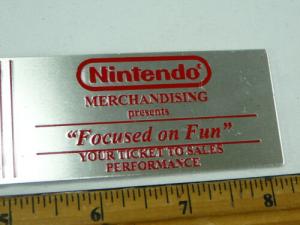 Nintendo
MERCHANDISING
presents
"Focused on Fun"
YOUR TICKET TO SALES
PERFORMANCE
5 6 7 8